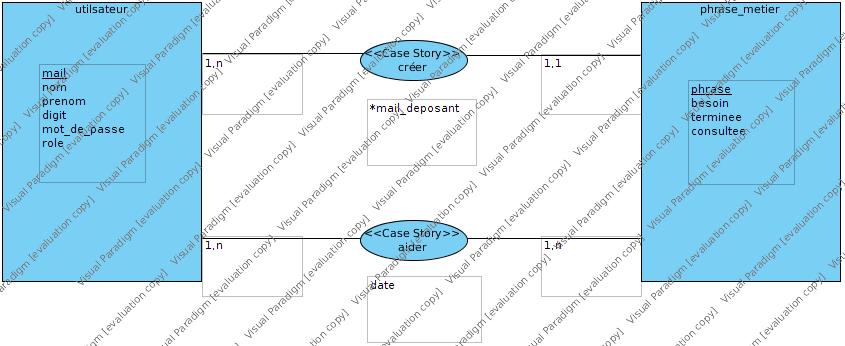 utilsateur
phrase_metier
<<Case Story>>
créer
1,n
1,1
mail
nom
prenom
digit
mot_de_passe
role
*mail_deposant
phrase
besoin
terminee
consultee
<<Case Story>>
aider
1,n
1,n
date
Visual Paradigm [evaluation copy]